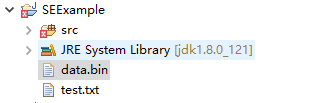 SEExample
src
JRE System Library [jdk1.8.0_121]
data.bin
test.txt